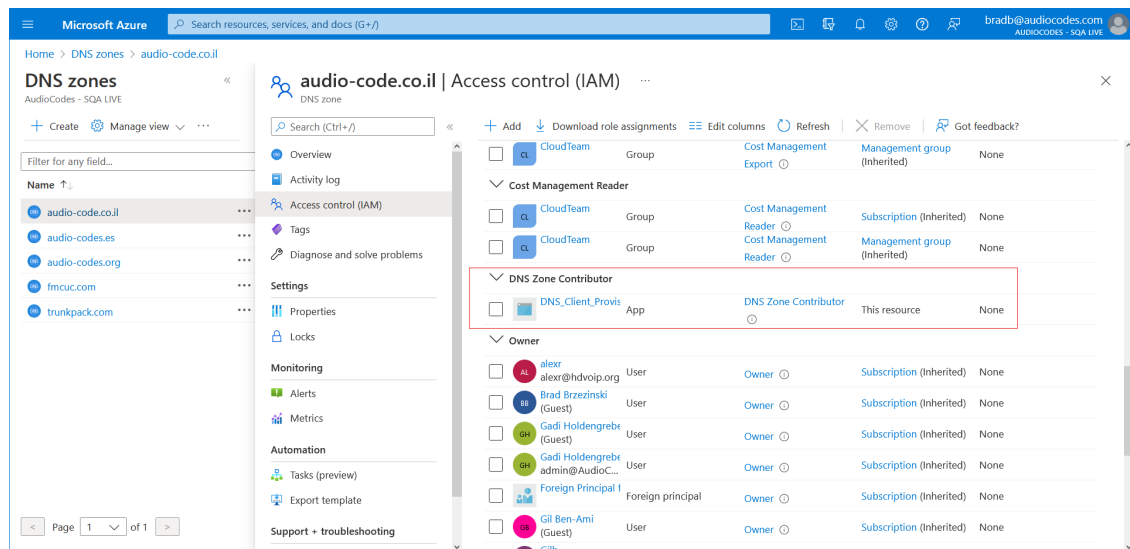 Microsoft Azure
Search resources, services, and docs (G+/)
bradb@audiocodes.com
AUDIOCODES - SQA LIVE
Home > DNS zones > audio-code.co.il
DNS zones
AudioCodes - SQA LIVE
+ Create Manage view ...
Filter for any field...
Name ↑↓
audio-code.co.il ...
audio-codes.es ...
audio-codes.org ...
fmcuc.com ...
trunkpack.com ...
< Page 1 of 1 >
audio-code.co.il | Access control (IAM) ...
DNS zone
Search (Ctrl+/)
Overview
Activity log
Access control (IAM)
Tags
Diagnose and solve problems
Settings
Properties
Locks
Monitoring
Alerts
Metrics
Automation
Tasks (preview)
Export template
Support + troubleshooting
+ Add Download role assignments Edit columns Refresh Remove Got feedback?
CL CloudTeam Group Cost Management Export Management group (Inherited) None
Cost Management Reader
CL CloudTeam Group Cost Management Reader Subscription (Inherited) None
CL CloudTeam Group Cost Management Reader Management group (Inherited) None
DNS Zone Contributor
DNS_Client_Provis App DNS Zone Contributor This resource None
Owner
AL alexr alexr@hdvoip.org User Owner Subscription (Inherited) None
BB Brad Brzezinski (Guest) User Owner Subscription (Inherited) None
GH Gadi Holdengrebe (Guest) User Owner Subscription (Inherited) None
GH Gadi Holdengrebe admin@AudioC... User Owner Subscription (Inherited) None
Foreign Principal f Foreign principal Owner Subscription (Inherited) None
GB Gil Ben-Ami (Guest) User Owner Subscription (Inherited) None